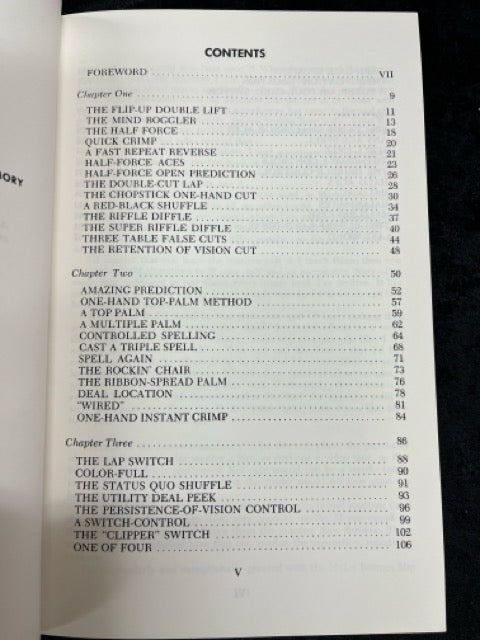 ORY
CONTENTS
FOREWORD ........ VII
Chapter One ........ 9
THE FLIP-UP DOUBLE LIFT ........ 11
THE MIND BOGGLER ........ 13
THE HALF FORCE ........ 18
QUICK CRIMP ........ 20
A FAST REPEAT REVERSE ........ 21
HALF-FORCE ACES ........ 23
HALF-FORCE OPEN PREDICTION ........ 26
THE DOUBLE-CUT LAP ........ 28
THE CHOPSTICK ONE-HAND CUT ........ 30
A RED-BLACK SHUFFLE ........ 34
THE RIFFLE DIFFLE ........ 37
THE SUPER RIFFLE DIFFLE ........ 40
THREE TABLE FALSE CUTS ........ 44
THE RETENTION OF VISION CUT ........ 48
Chapter Two ........ 50
AMAZING PREDICTION ........ 52
ONE-HAND TOP-PALM METHOD ........ 57
A TOP PALM ........ 59
A MULTIPLE PALM ........ 62
CONTROLLED SPELLING ........ 64
CAST A TRIPLE SPELL ........ 68
SPELL AGAIN ........ 71
THE ROCKIN' CHAIR ........ 73
THE RIBBON-SPREAD PALM ........ 76
DEAL LOCATION ........ 78
"WIRED" ........ 81
ONE-HAND INSTANT CRIMP ........ 84
Chapter Three ........ 86
THE LAP SWITCH ........ 88
COLOR-FULL ........ 90
THE STATUS QUO SHUFFLE ........ 91
THE UTILITY DEAL PEEK ........ 93
THE PERSISTENCE-OF-VISION CONTROL ........ 96
A SWITCH-CONTROL ........ 99
THE "CLIPPER" SWITCH ........ 102
ONE OF FOUR ........ 106
V